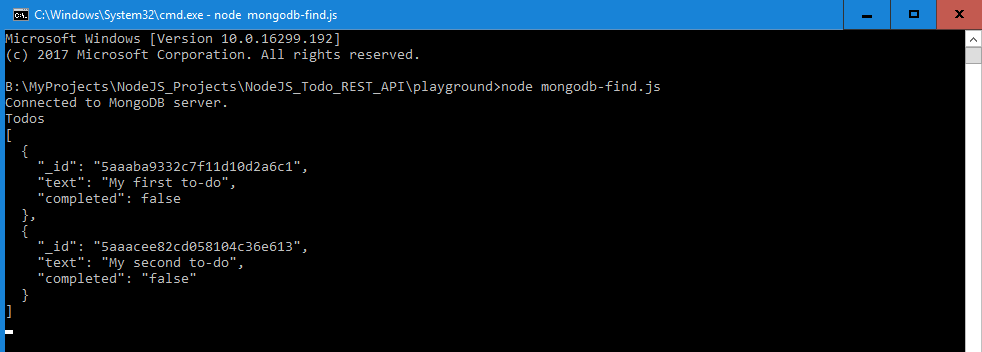 C:\Windows\System32\cmd.exe - node  mongodb-find.js
Microsoft Windows [Version 10.0.16299.192]
(c) 2017 Microsoft Corporation. All rights reserved.

B:\MyProjects\NodeJS_Projects\NodeJS_Todo_REST_API\playground>node mongodb-find.js
Connected to MongoDB server.
Todos
[
  {
    "_id": "5aaaba9332c7f11d10d2a6c1",
    "text": "My first to-do",
    "completed": false
  },
  {
    "_id": "5aaacee82cd058104c36e613",
    "text": "My second to-do",
    "completed": "false"
  }
]